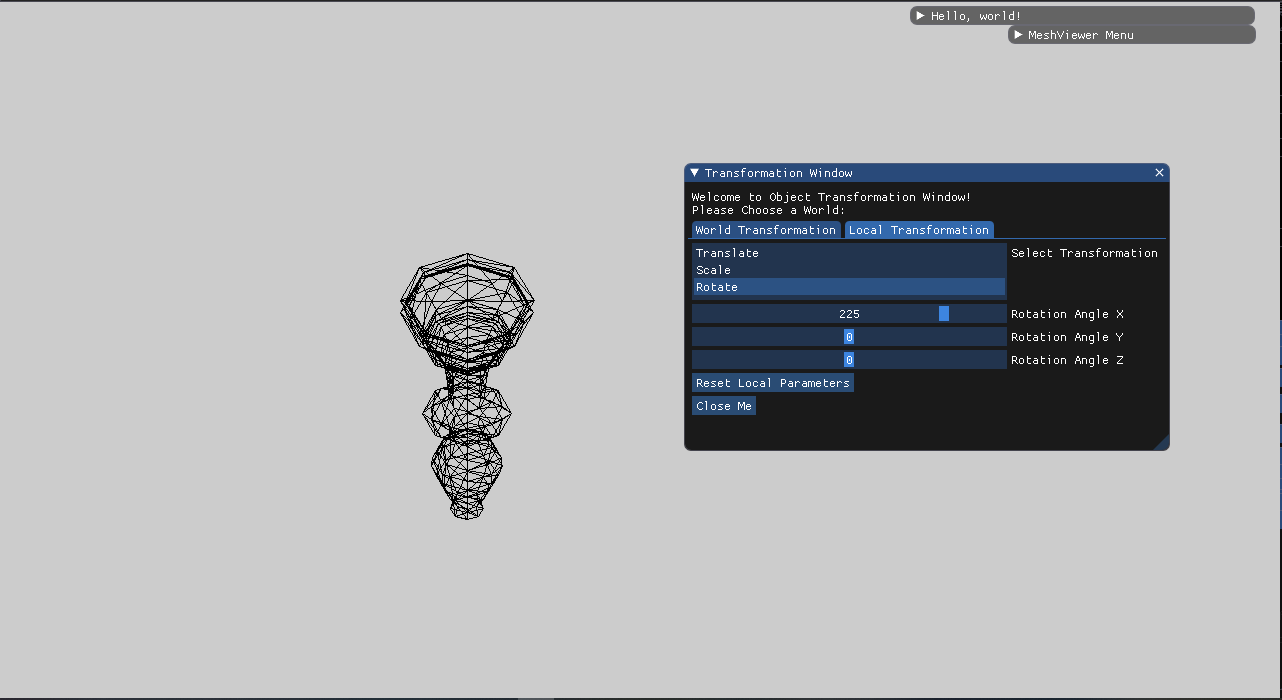 Hello, world!
MeshViewer Menu
Transformation Window
Welcome to Object Transformation Window!
Please Choose a World:
World Transformation Local Transformation
Translate Select Transformation
Scale
Rotate
225 Rotation Angle X
0 Rotation Angle Y
0 Rotation Angle Z
Reset Local Parameters
Close Me